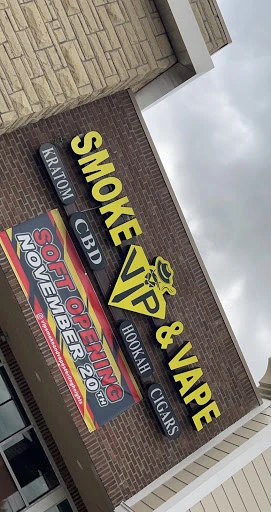 SMOKE VIP & VAPE
KRATOM CBD HOOKAH CIGARS
SOFT OPENING
NOVEMBER 20TH